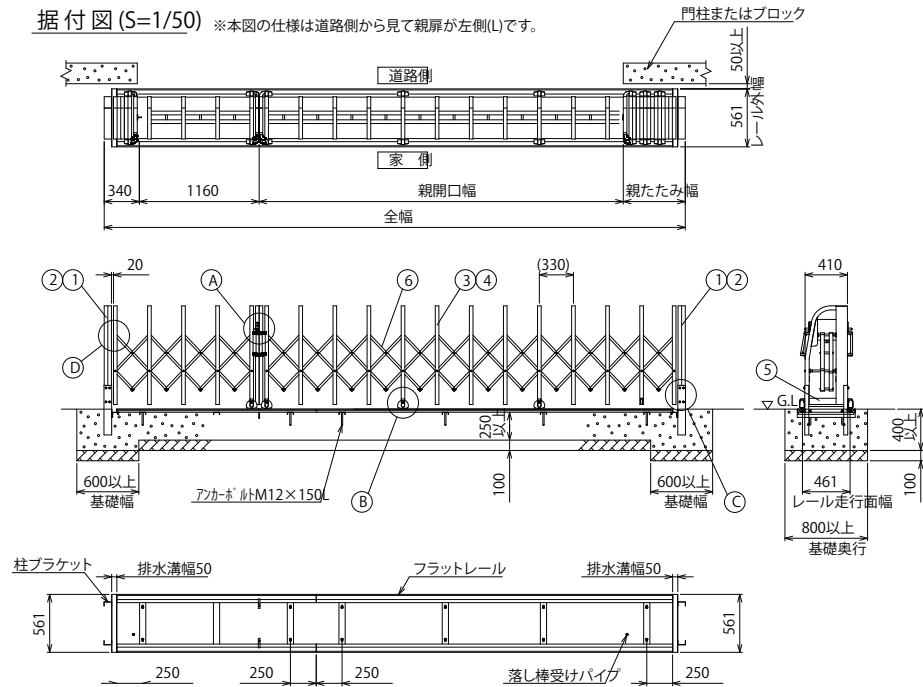 据付図(S=1/50) ※本図の仕様は道路側から見て親扉が左側(L)です。
門柱またはブロック
50以上
道路側
561
レール外幅
家 側
340 1160 親開口幅 親たたみ幅
全幅
20 (330) 410
2 1 A 6 3 4 1 2
D
5
G.L
250以上
400以上
100
100
600以上
基礎幅
アンカーボルトM12×150L
B
600以上
基礎幅
C
461
レール走行面幅
800以上
基礎奥行
柱ブラケット 排水溝幅50 フラットレール 排水溝幅50
561 561
250 250 250 落し棒受けパイプ 250